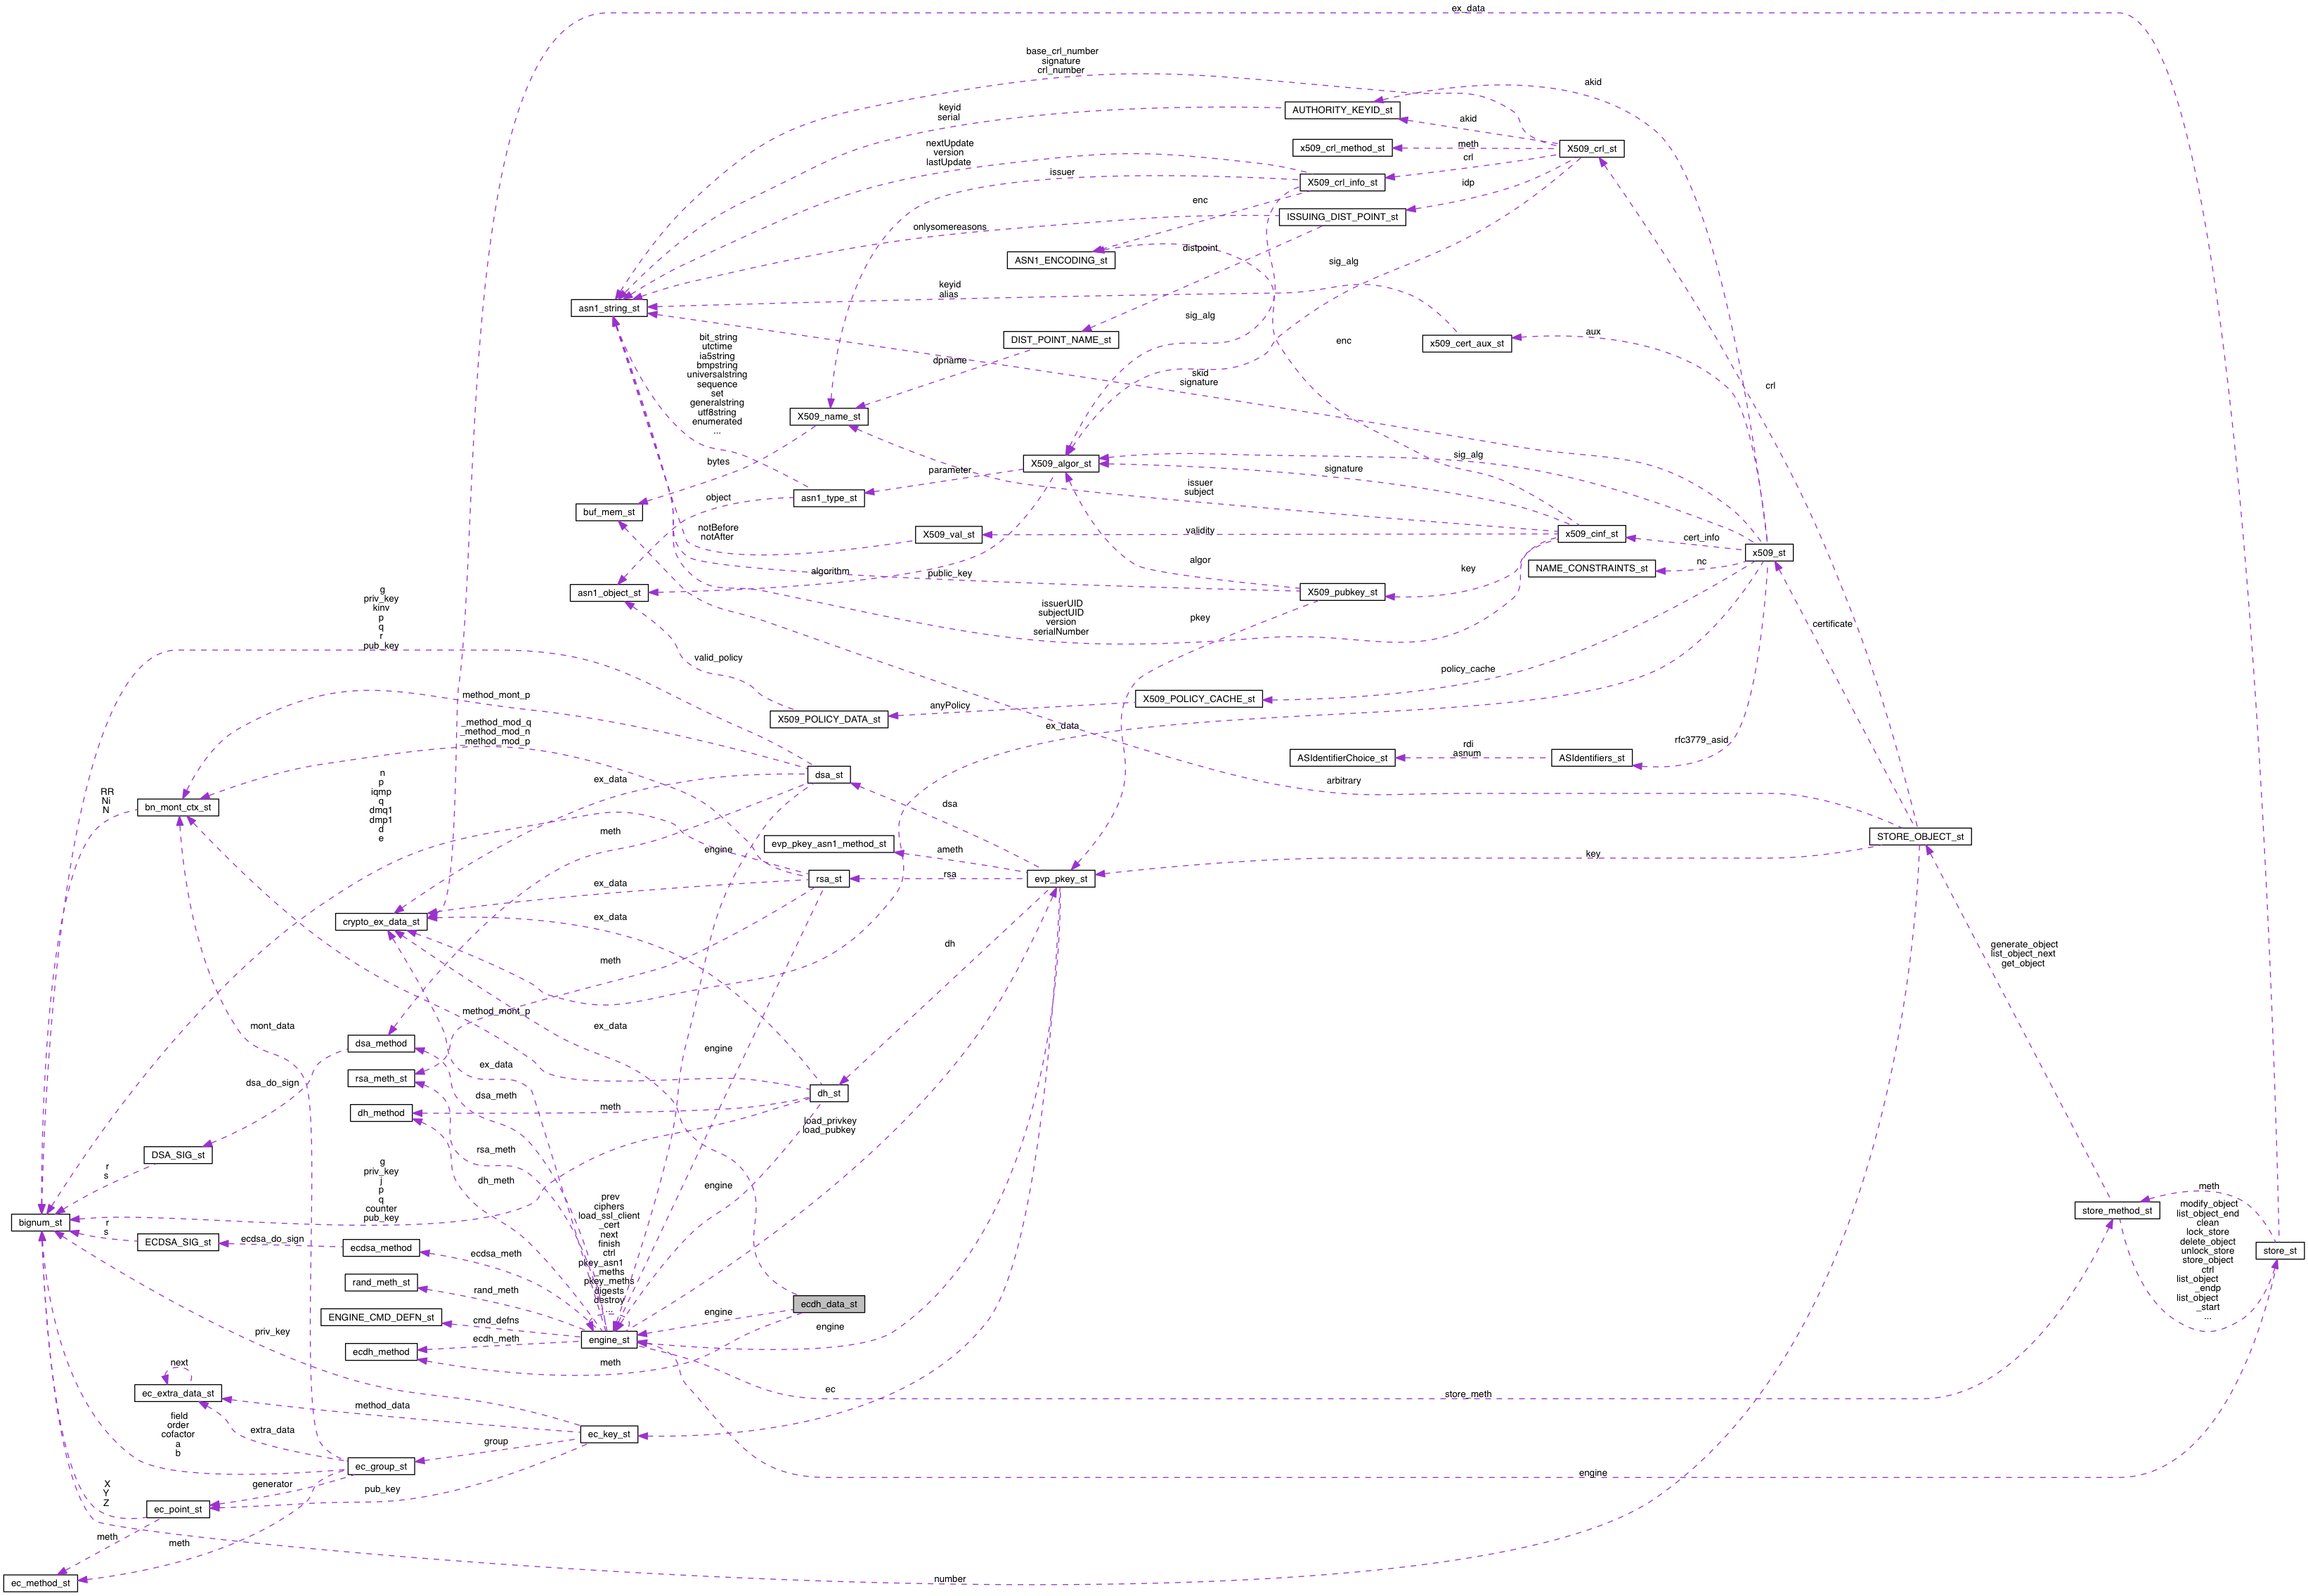 ex_data
base_crl_number
signature
crl_number
akid
keyid
serial
AUTHORITY_KEYID_st
akid
nextUpdate
version
lastUpdate
x509_crl_method_st
meth
X509_crl_st
crl
issuer
X509_crl_info_st
idp
enc
ISSUING_DIST_POINT_st
onlysomereasons
ASN1_ENCODING_st
distpoint
sig_alg
keyid
alias
asn1_string_st
sig_alg
bit_string
utctime
ia5string
bmpstring
universalstring
sequence
set
generalstring
utf8string
enumerated
...
DIST_POINT_NAME_st
enc
x509_cert_aux_st
aux
dpname
skid
signature
crl
X509_name_st
bytes
parameter
X509_algor_st
signature
sig_alg
object
asn1_type_st
issuer
subject
buf_mem_st
notBefore
notAfter
X509_val_st
validity
x509_cinf_st
cert_info
x509_st
algor
key
nc
NAME_CONSTRAINTS_st
algorithm
public_key
asn1_object_st
X509_pubkey_st
g
priv_key
kinv
p
q
r
pub_key
issuerUID
subjectUID
version
serialNumber
pkey
certificate
valid_policy
policy_cache
method_mont_p
X509_POLICY_CACHE_st
anyPolicy
X509_POLICY_DATA_st
_method_mod_q
_method_mod_n
_method_mod_p
ex_data
rdi
asnum
rfc3779_asid
ASIdentifierChoice_st
ASIdentifiers_st
n
p
iqmp
q
dmq1
dmp1
d
e
ex_data
dsa_st
arbitrary
RR
Ni
N
bn_mont_ctx_st
dsa
meth
evp_pkey_asn1_method_st
STORE_OBJECT_st
engine
ameth
key
ex_data
rsa_st
rsa
evp_pkey_st
crypto_ex_data_st
ex_data
dh
generate_object
list_object_next
get_object
meth
method_mont_p
mont_data
ex_data
dsa_method
engine
ex_data
rsa_meth_st
dsa_do_sign
dsa_meth
dh_st
dh_method
meth
load_privkey
load_pubkey
DSA_SIG_st
rsa_meth
r
s
g
priv_key
j
p
q
counter
pub_key
dh_meth
engine
prev
ciphers
load_ssl_client
_cert
next
finish
ctrl
pkey_asn1
_meths
pkey_meths
digests
destroy
...
meth
store_method_st
modify_object
list_object_end
clean
lock_store
delete_object
unlock_store
store_object
ctrl
list_object
_endp
list_object
_start
...
store_st
bignum_st
r
s
ECDSA_SIG_st
ecdsa_do_sign
ecdsa_method
ecdsa_meth
rand_meth_st
rand_meth
ecdh_data_st
ENGINE_CMD_DEFN_st
cmd_defns
engine
engine
priv_key
ecdh_meth
engine_st
ecdh_method
meth
next
ec_extra_data_st
ec
store_meth
method_data
field
order
cofactor
a
b
extra_data
group
ec_key_st
ec_group_st
engine
X
Y
Z
generator
pub_key
ec_point_st
meth
meth
number
ec_method_st